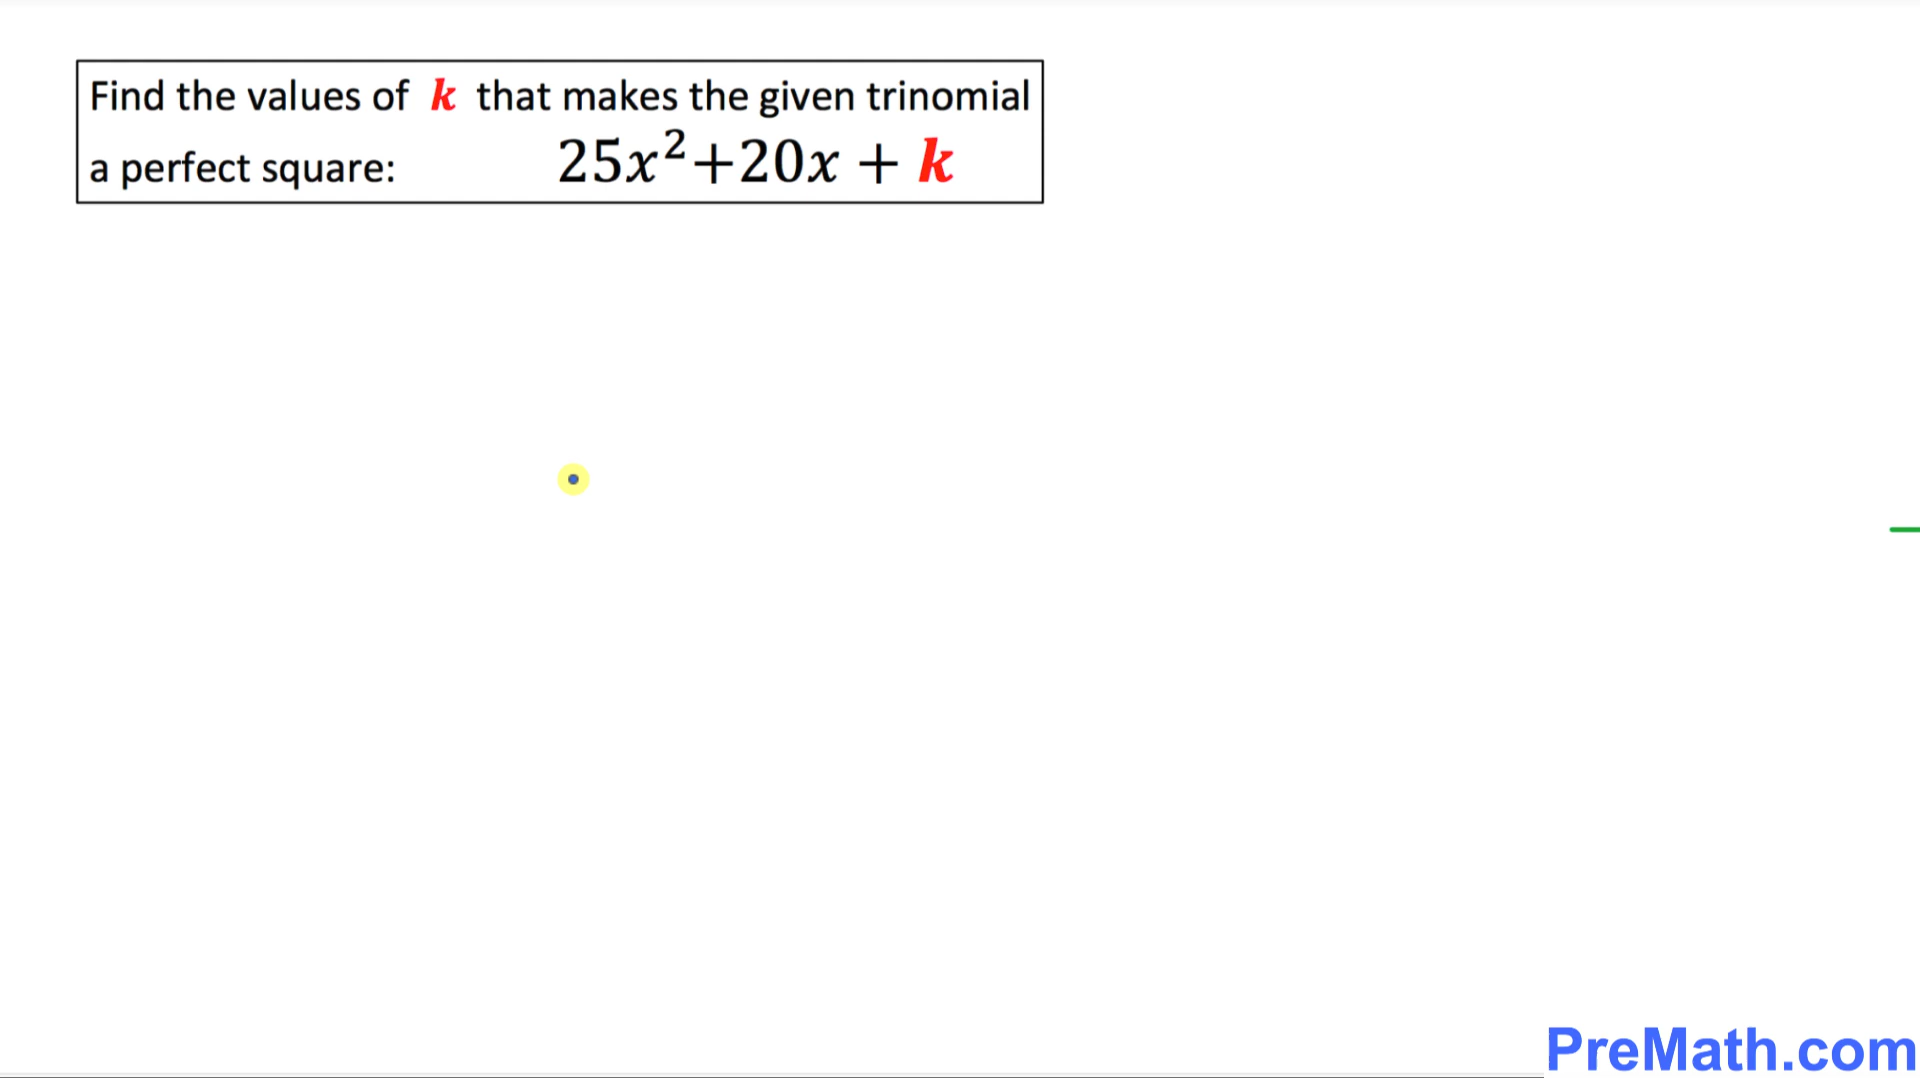 Find the values of k that makes the given trinomial
a perfect square: 25x²+20x + k
PreMath.com